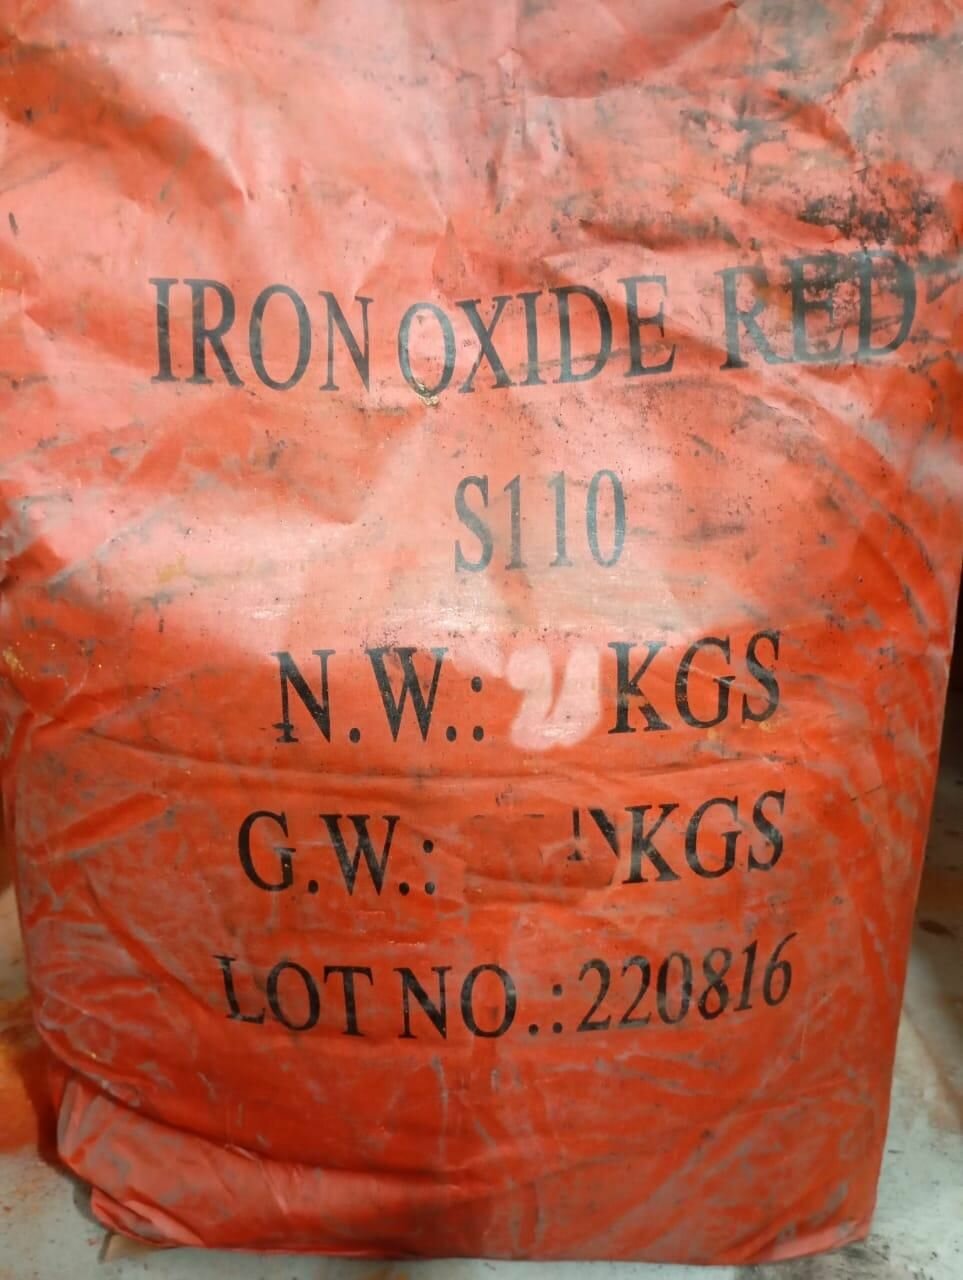 IRON OXIDE RED
S110
N.W.: KGS
G.W.: KGS
LOT NO.:220816